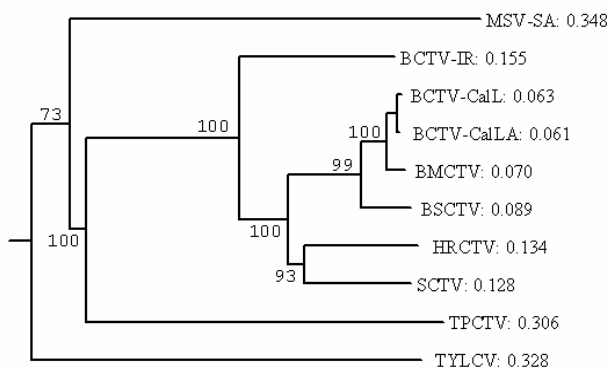 MSV-SA: 0.348
BCTV-IR: 0.155
BCTV-CalL: 0.063
73
100
100
BCTV-CalLA: 0.061
99
BMCTV: 0.070
BSCTV: 0.089
100
100
HRCTV: 0.134
93
SCTV: 0.128
TPCTV: 0.306
TYLCV: 0.328